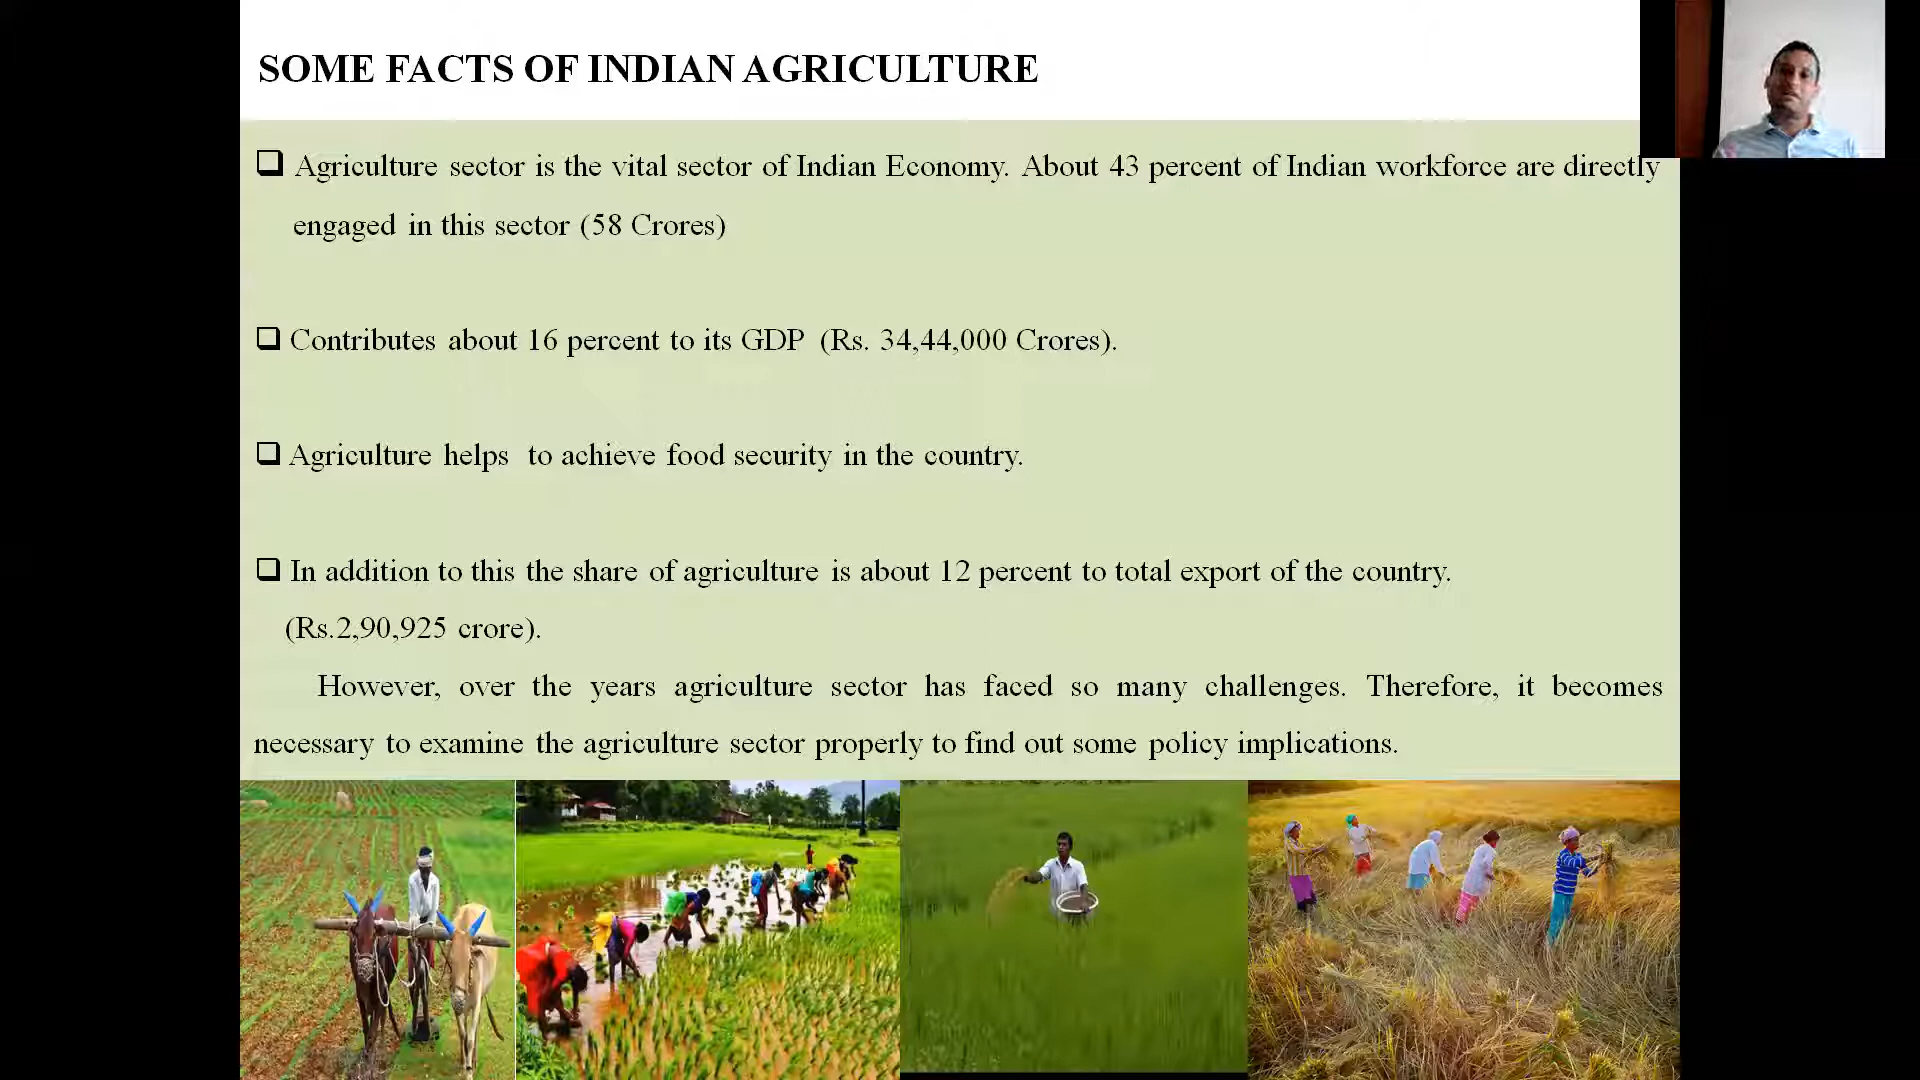 SOME FACTS OF INDIAN AGRICULTURE
Agriculture sector is the vital sector of Indian Economy. About 43 percent of Indian workforce are directly
engaged in this sector (58 Crores)
Contributes about 16 percent to its GDP (Rs. 34,44,000 Crores).
Agriculture helps to achieve food security in the country.
In addition to this the share of agriculture is about 12 percent to total export of the country.
(Rs.2,90,925 crore).
However, over the years agriculture sector has faced so many challenges. Therefore, it becomes
necessary to examine the agriculture sector properly to find out some policy implications.